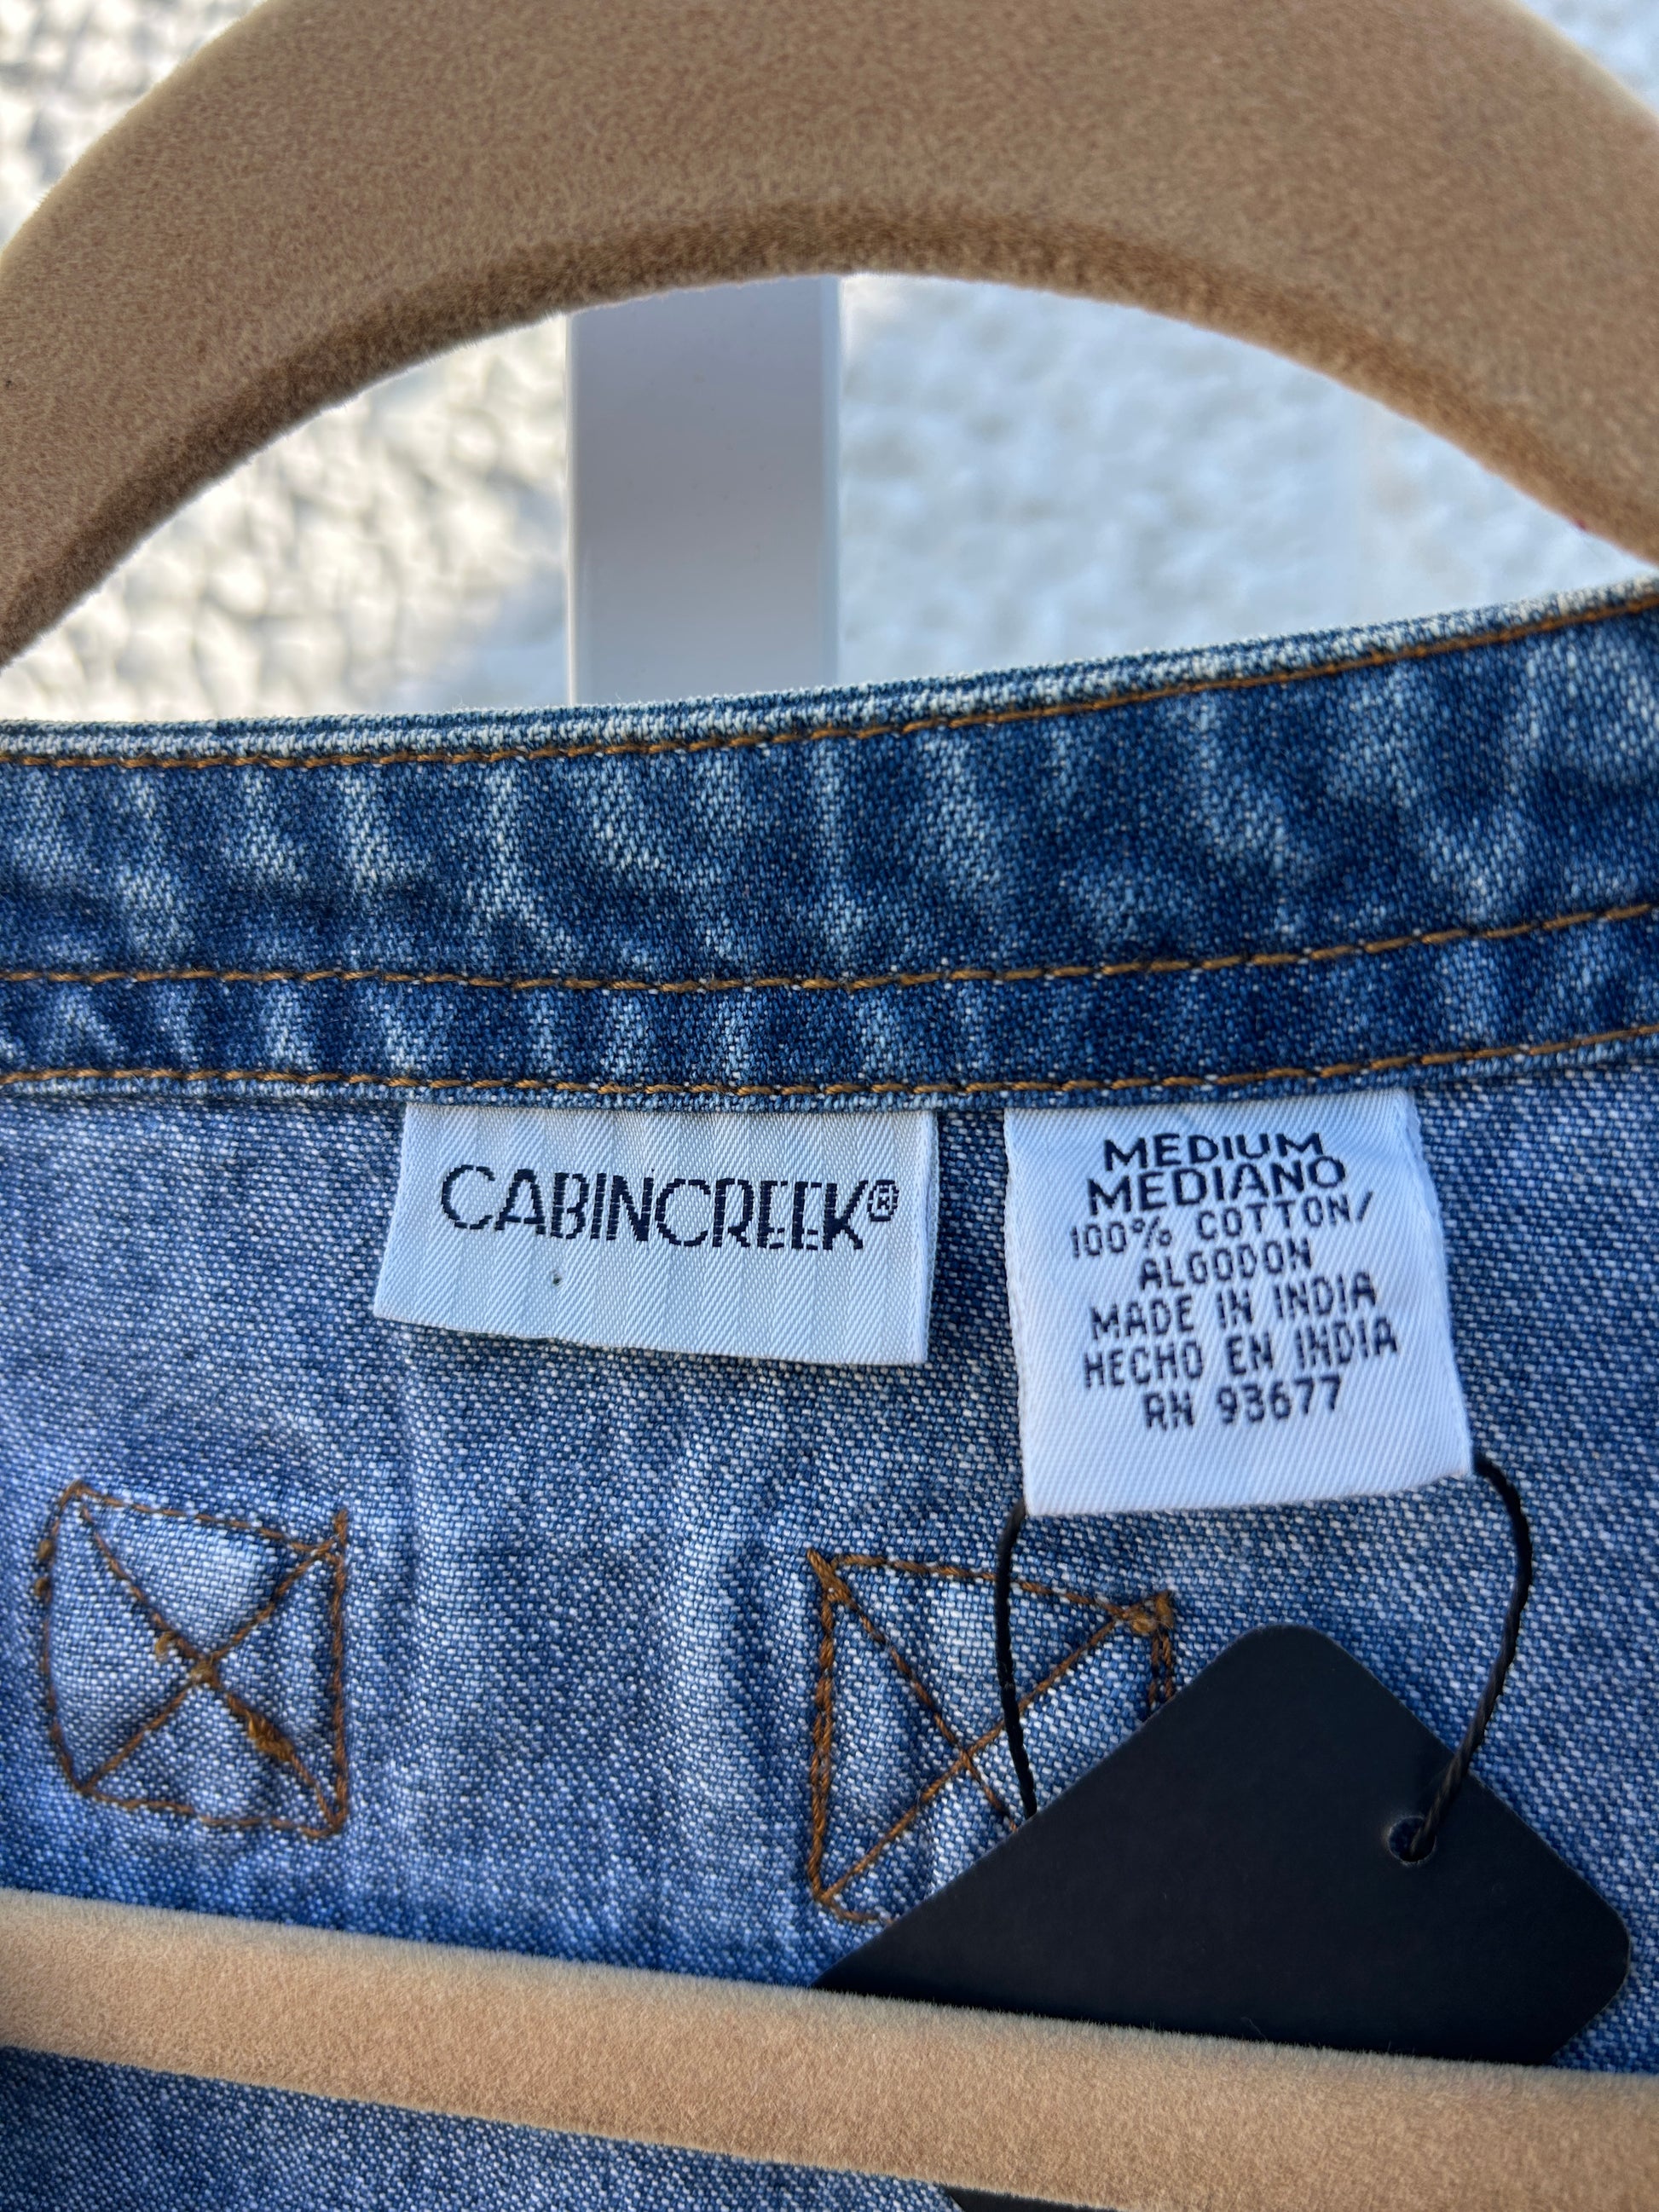 CABINCREEK®
MEDIUM
MEDIANO
100% COTTON/
ALGODON
MADE IN INDIA
HECHO EN INDIA
RN 93677